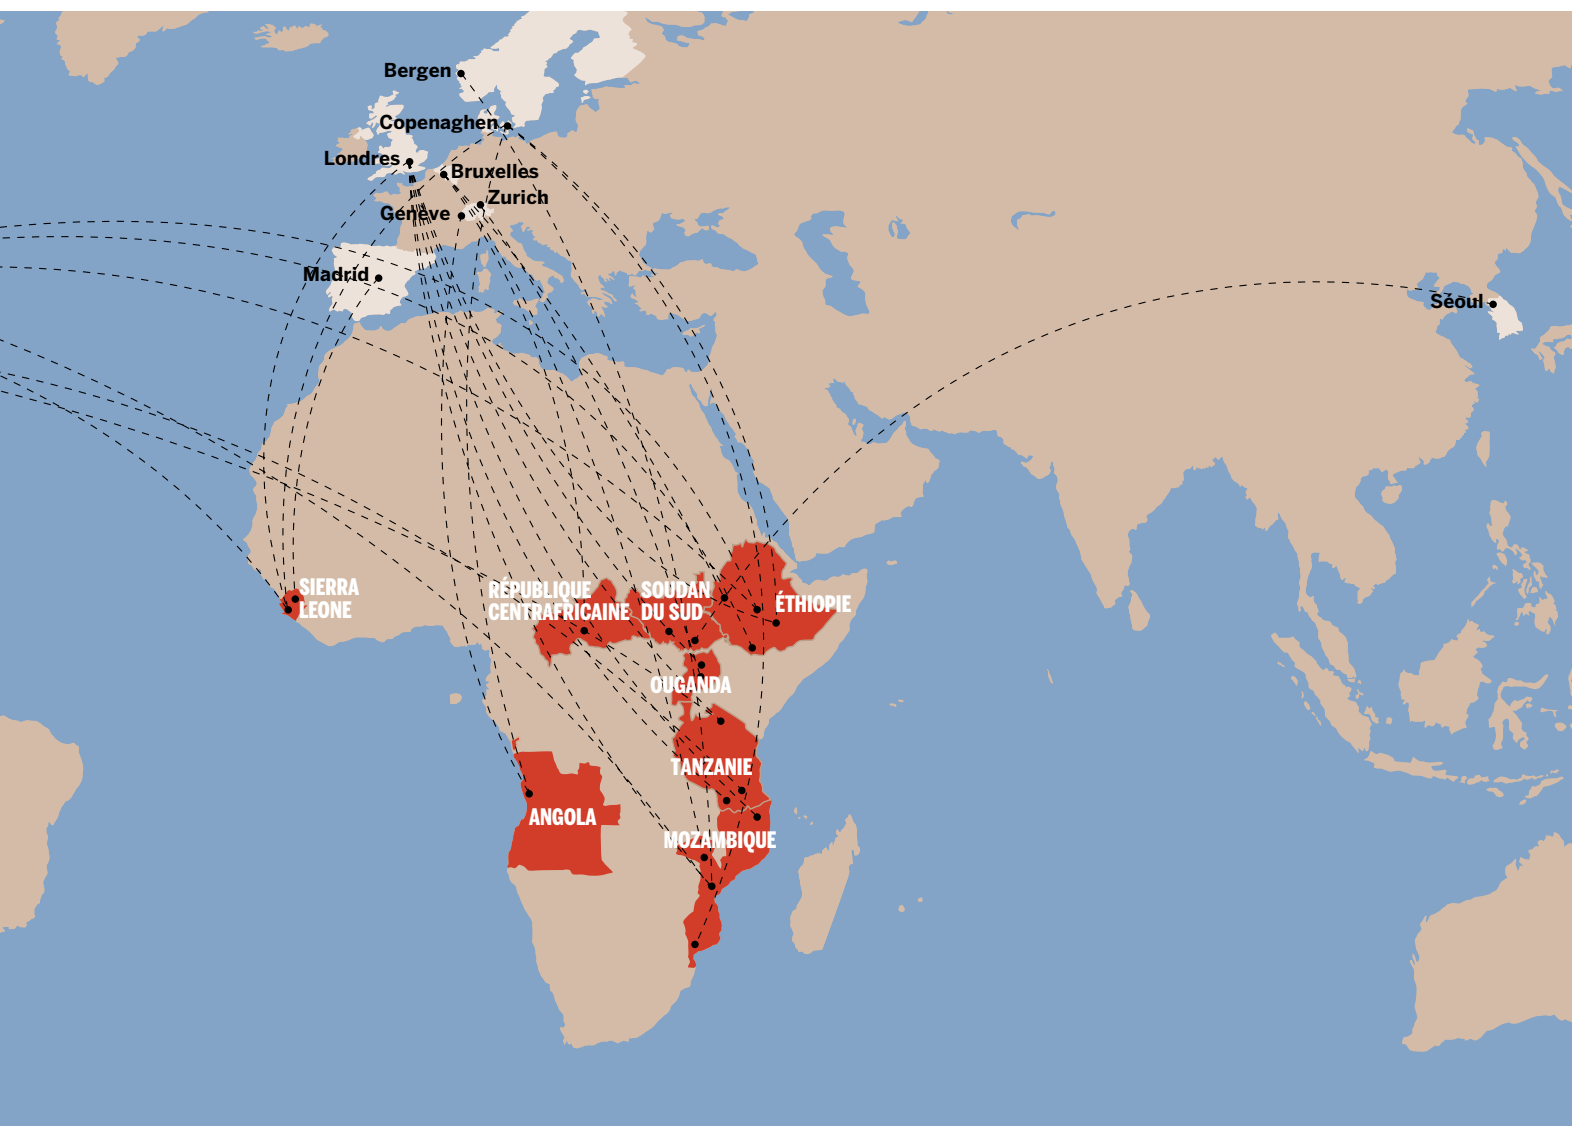 Bergen
Copenaghen
Londres
Bruxelles
Zurich
Genève
Madrid
Séoul
SIERRA
LEONE
RÉPUBLIQUE
CENTRAFRICAINE
SOUDAN
DU SUD
ÉTHIOPIE
OUGANDA
TANZANIE
ANGOLA
MOZAMBIQUE